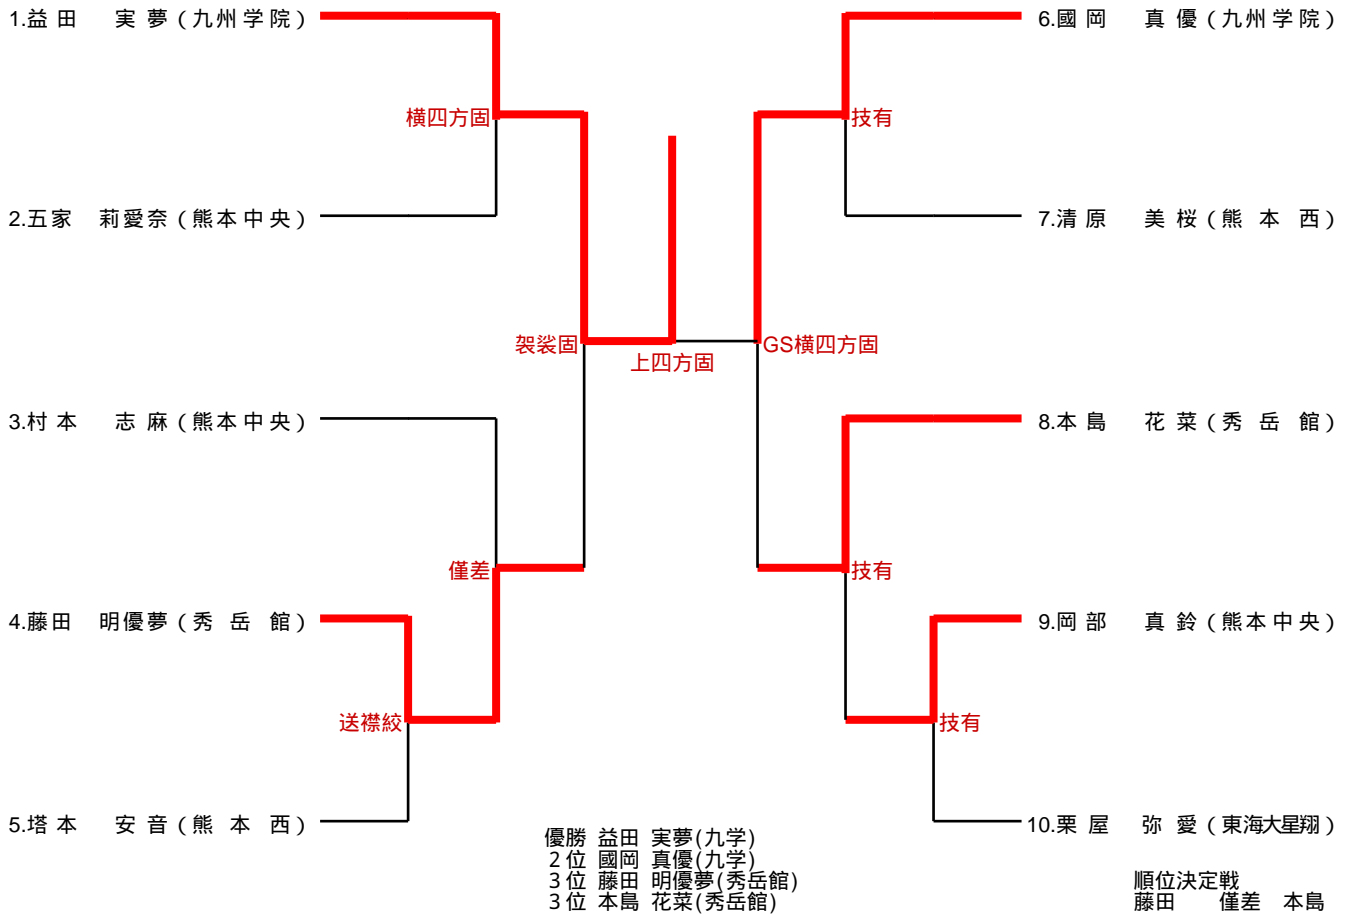 1.益田 実夢(九州学院)
6.國岡 真優(九州学院)
横四方固
技有
2.五家 莉愛奈(熊本中央)
7.清原 美桜(熊本西)
袈裟固
GS横四方固
上四方固
3.村本 志麻(熊本中央)
8.本島 花菜(秀岳館)
僅差
技有
4.藤田 明優夢(秀岳館)
9.岡部 真鈴(熊本中央)
送襟絞
技有
5.塔本 安音(熊本西)
10.栗屋 弥愛(東海大星翔)
優勝 益田 実夢(九学)
2位 國岡 真優(九学)
3位 藤田 明優夢(秀岳館)
3位 本島 花菜(秀岳館)
順位決定戦
藤田 僅差 本島